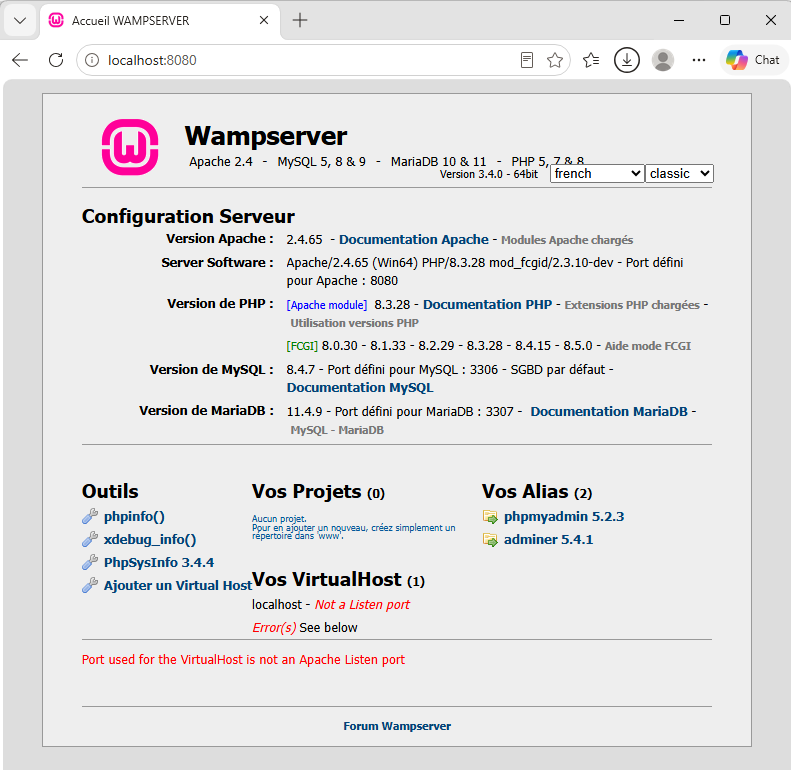 Accueil WAMPSERVER
localhost:8080
Chat
Wampserver
Apache 2.4 - MySQL 5, 8 & 9 - MariaDB 10 & 11 - PHP 5, 7 & 8
Version 3.4.0 - 64bit french classic
Configuration Serveur
Version Apache : 2.4.65 - Documentation Apache - Modules Apache chargés
Server Software : Apache/2.4.65 (Win64) PHP/8.3.28 mod_fcgid/2.3.10-dev - Port défini
pour Apache : 8080
Version de PHP : [Apache module] 8.3.28 - Documentation PHP - Extensions PHP chargées -
Utilisation versions PHP
[FCGI] 8.0.30 - 8.1.33 - 8.2.29 - 8.3.28 - 8.4.15 - 8.5.0 - Aide mode FCGI
Version de MySQL : 8.4.7 - Port défini pour MySQL : 3306 - SGBD par défaut -
Documentation MySQL
Version de MariaDB : 11.4.9 - Port défini pour MariaDB : 3307 - Documentation MariaDB -
MySQL - MariaDB
Outils
phpinfo()
xdebug_info()
PhpSysInfo 3.4.4
Ajouter un Virtual Host
Vos Projets (0)
Aucun projet.
Pour en ajouter un nouveau, créez simplement un
répertoire dans 'www'.
Vos VirtualHost (1)
localhost - Not a Listen port
Error(s) See below
Vos Alias (2)
phpmyadmin 5.2.3
adminer 5.4.1
Port used for the VirtualHost is not an Apache Listen port
Forum Wampserver